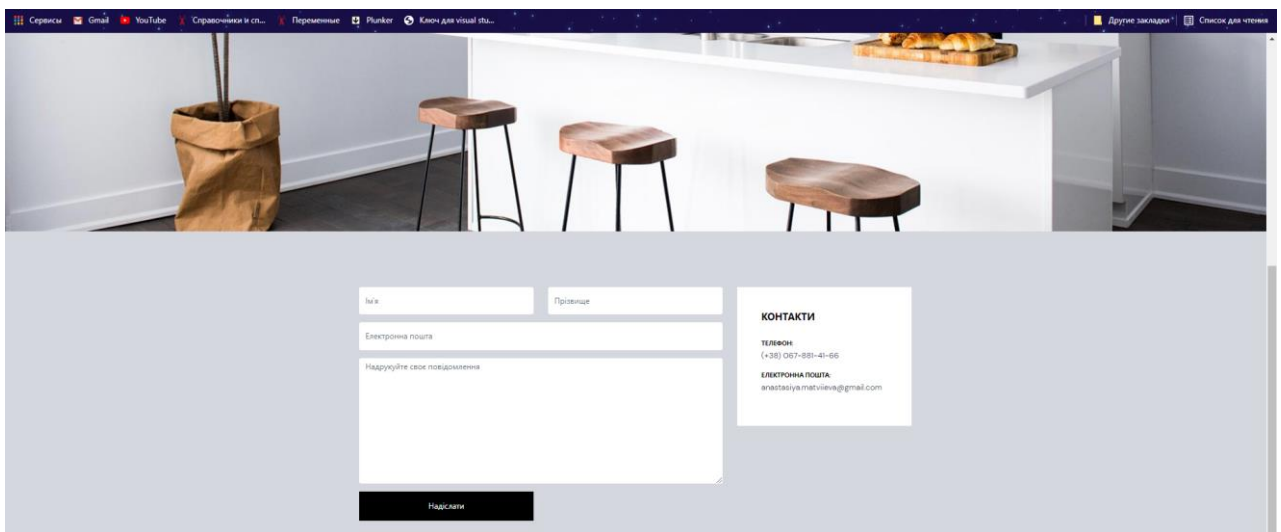 Сервисы Gmail YouTube Справочники и сп... Переменные Plunker Ключ для visual stu... Другие закладки Список для чтения
Ім'я Прізвище
Електронна пошта
Надрукуйте своє повідомлення
Надіслати
КОНТАКТИ
ТЕЛЕФОН:
(+38) 067-881-41-66
ЕЛЕКТРОННА ПОШТА:
anastasiya.matviieva@gmail.com